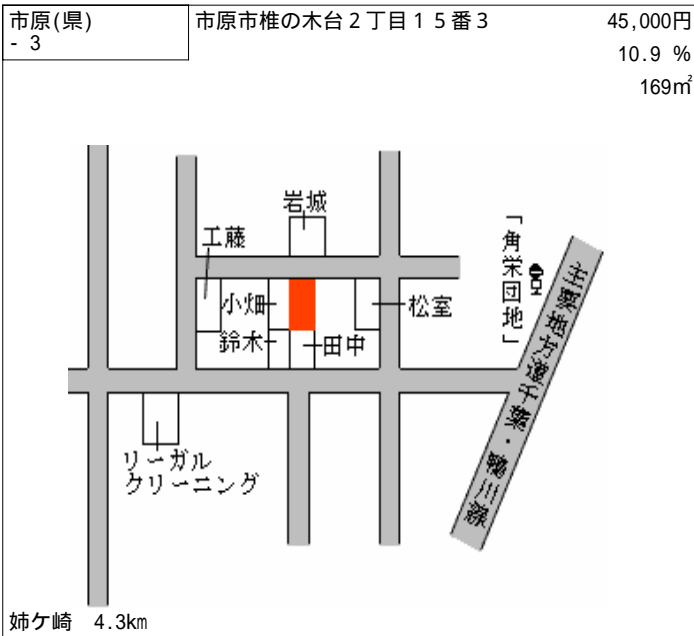 市原(県)
- 3
市原市椎の木台２丁目１５番３
45,000円
10.9 %
169㎡
岩城
工藤
「角栄団地」
小畑
松室
鈴木
田中
主要地方道千葉・鴨川線
リーガル
クリーニング
姉ケ崎 4.3km